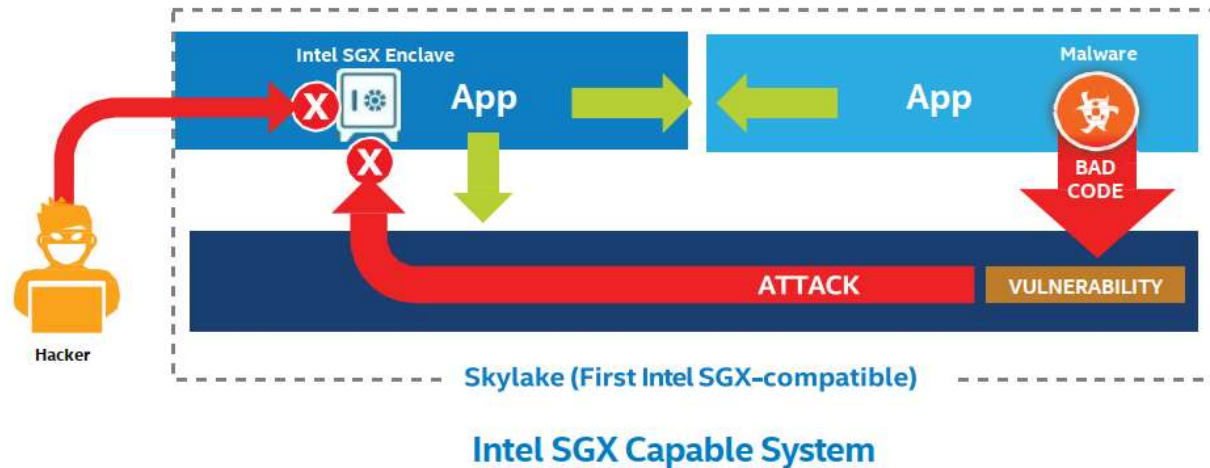 Intel SGX Enclave
App
X
X
App
Malware
BAD
CODE
ATTACK
VULNERABILITY
Hacker
Skylake (First Intel SGX-compatible)
Intel SGX Capable System